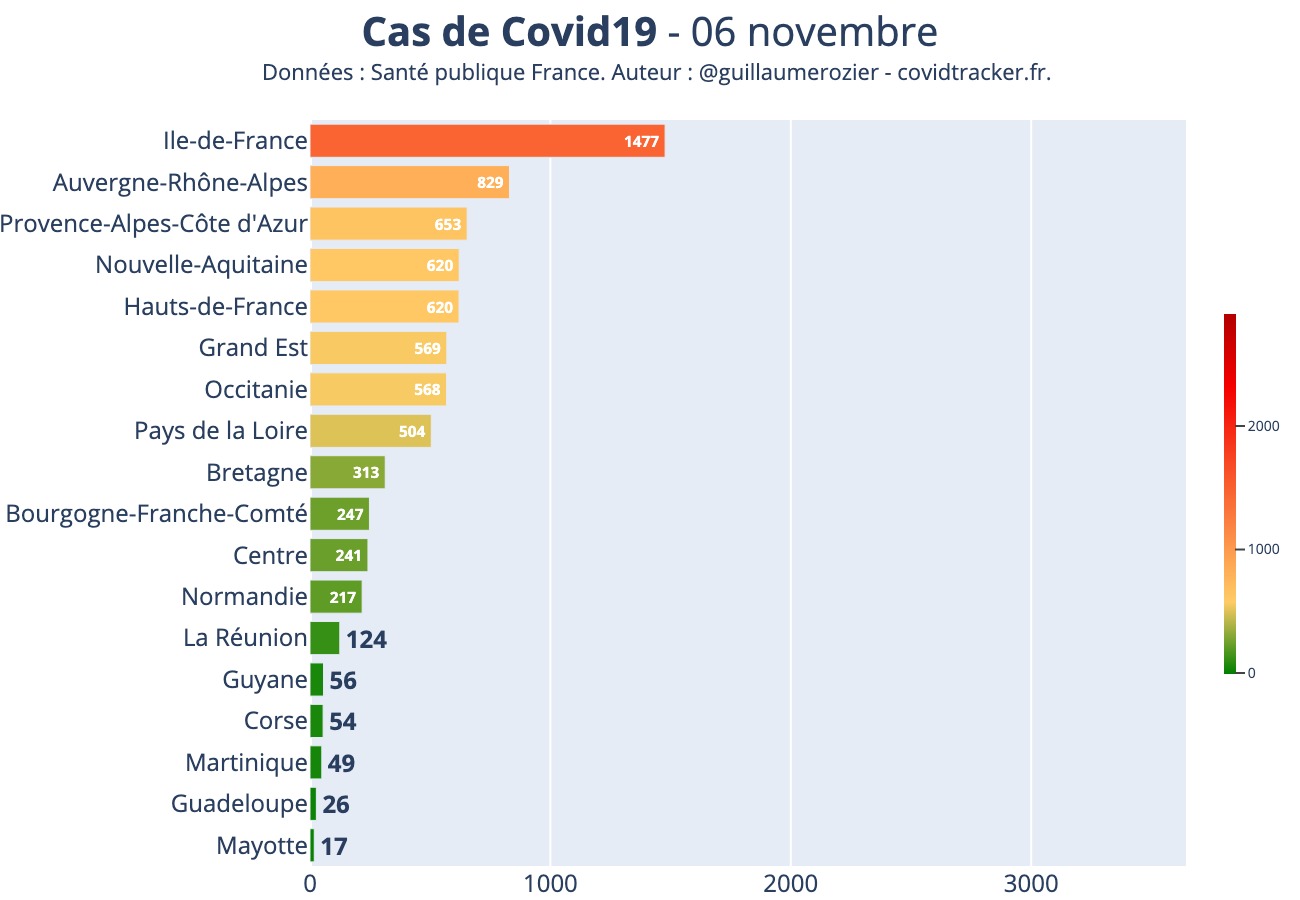 Cas de Covid19 - 06 novembre
Données : Santé publique France. Auteur : @guillaumerozier - covidtracker.fr.
Ile-de-France 1477
Auvergne-Rhône-Alpes 829
Provence-Alpes-Côte d'Azur 653
Nouvelle-Aquitaine 620
Hauts-de-France 620
Grand Est 569
Occitanie 568
Pays de la Loire 504
Bretagne 313
Bourgogne-Franche-Comté 247
Centre 241
Normandie 217
La Réunion 124
Guyane 56
Corse 54
Martinique 49
Guadeloupe 26
Mayotte 17
0 1000 2000 3000
2000
1000
0